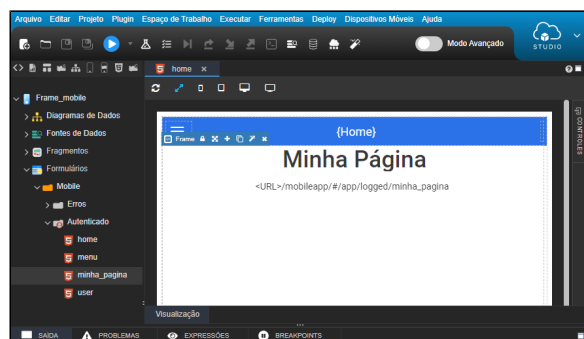 Arquivo Editar Projeto Plugin Espaço de Trabalho Executar Ferramentas Deploy Dispositivos Móveis Ajuda
Modo Avançado
STUDIO
home
Frame_mobile
Diagramas de Dados
Fontes de Dados
Fragmentos
Formulários
Mobile
Erros
Autenticado
home
menu
minha_pagina
user
{Home}
Frame
Minha Página
<URL>/mobileapp/#/app/logged/minha_pagina
CONTROLES
Visualização
SAÍDA PROBLEMAS EXPRESSÕES BREAKPOINTS